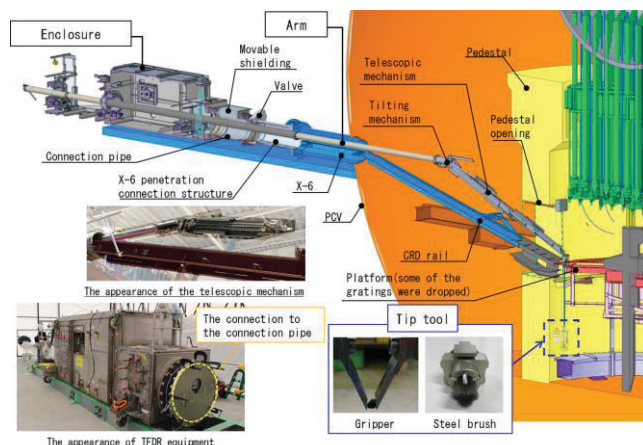 Enclosure
Arm
Movable
shielding
Valve
Telescopic
mechanism
Tilting
mechanism
Pedestal
Pedestal
opening
Connection pipe
X-6 penetration
connection structure
X-6
PCV
CRD rail
Platform(some of the
gratings were dropped)
The appearance of the telescopic mechanism
The connection to
the connection pipe
Tip tool
Gripper
Steel brush
The appearance of TFDR equipment